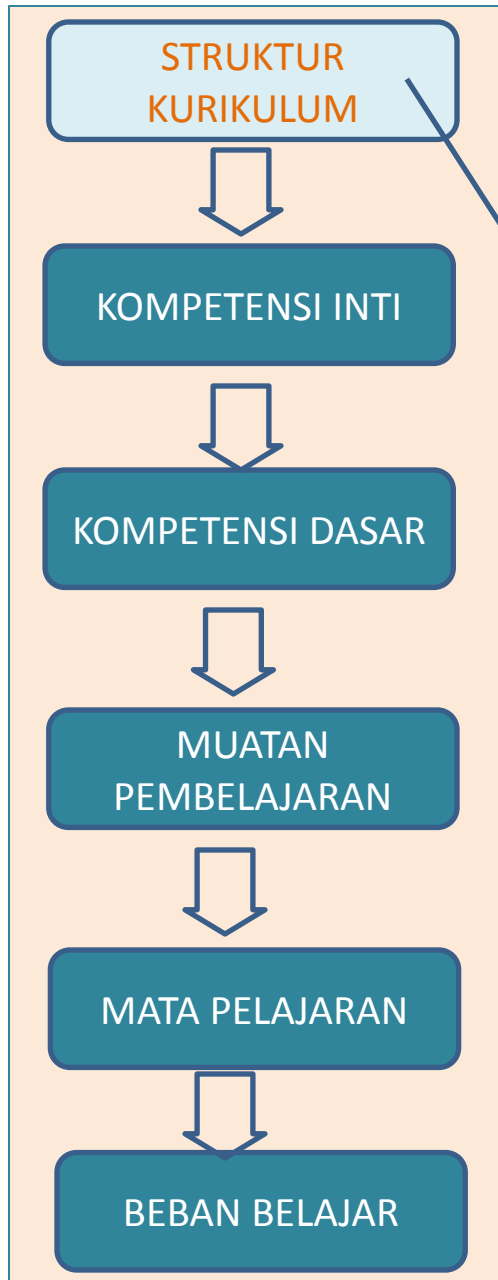 STRUKTUR
KURIKULUM
KOMPETENSI INTI
KOMPETENSI DASAR
MUATAN
PEMBELAJARAN
MATA PELAJARAN
BEBAN BELAJAR